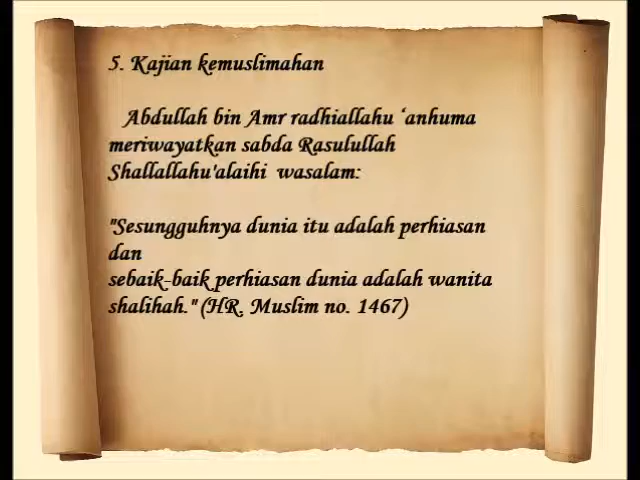 5. Kajian kemuslimahan
Abdullah bin Amr radhiallahu ‘anhuma
meriwayatkan sabda Rasulullah
Shallallahu'alaihi wasalam:
"Sesungguhnya dunia itu adalah perhiasan
dan
sebaik-baik perhiasan dunia adalah wanita
shalihah." (HR. Muslim no. 1467)